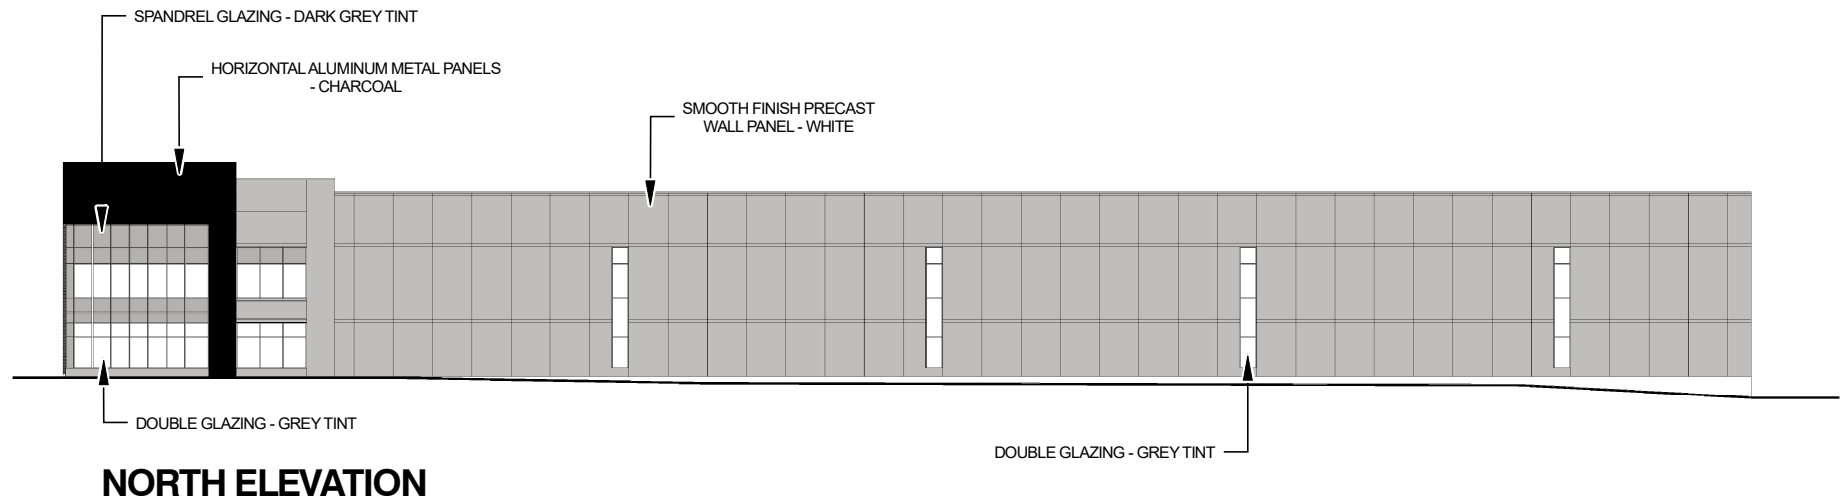 SPANDREL GLAZING - DARK GREY TINT
HORIZONTAL ALUMINUM METAL PANELS
- CHARCOAL
SMOOTH FINISH PRECAST
WALL PANEL - WHITE
DOUBLE GLAZING - GREY TINT
DOUBLE GLAZING - GREY TINT
NORTH ELEVATION